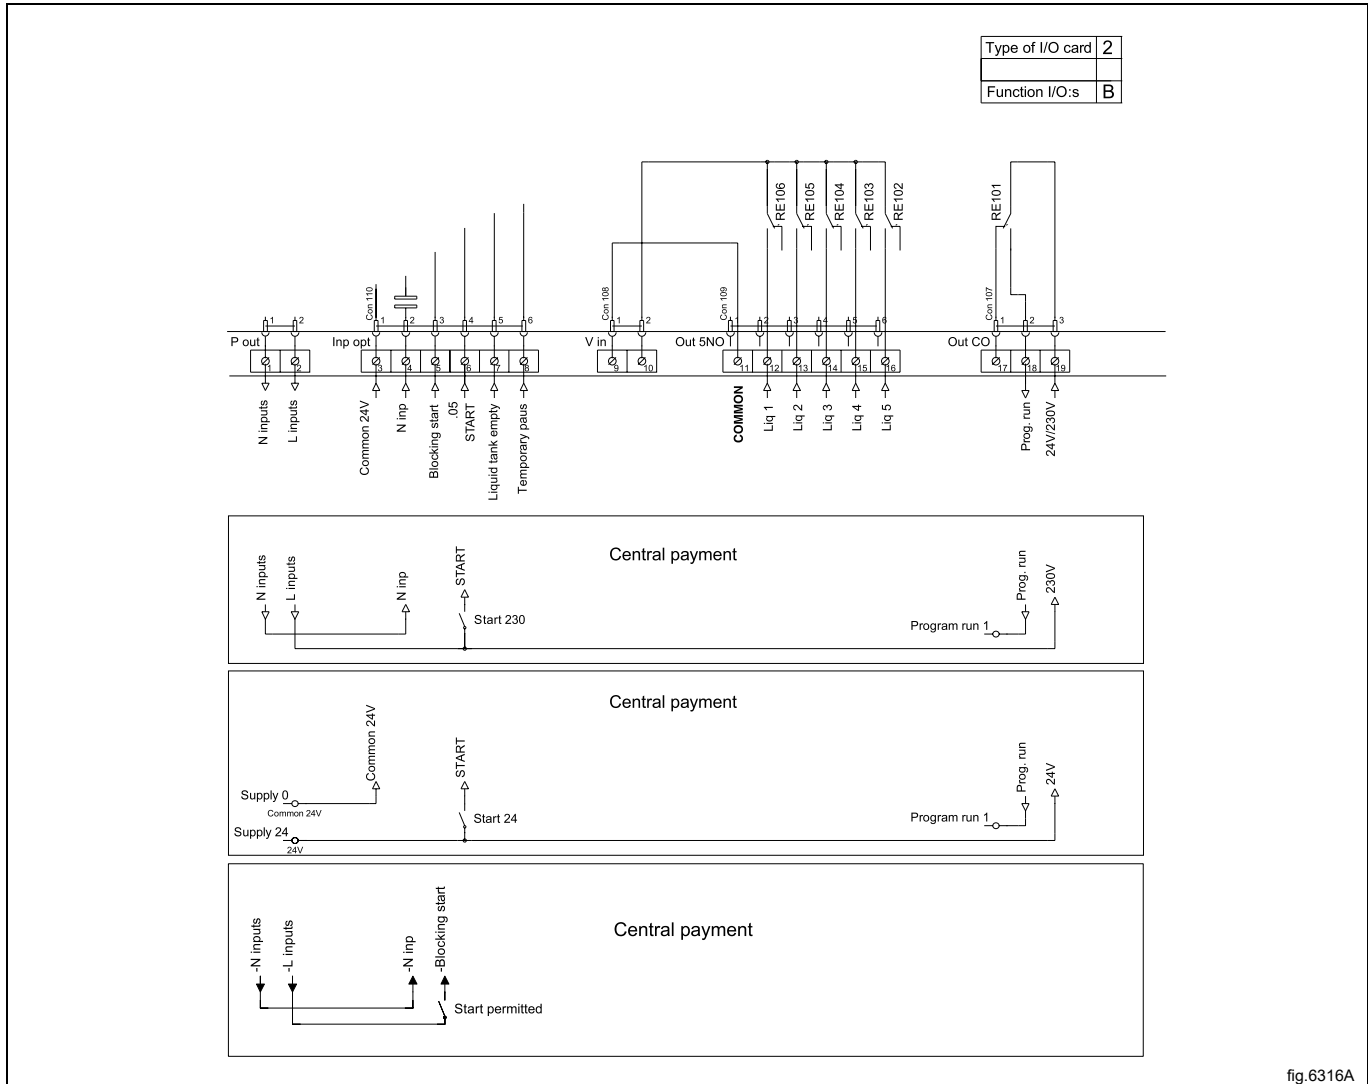 Type of I/O card 2
Function I/O:s B
RE106
RE105
RE104
RE103
RE102
RE101
Con 110
Con 108
Con 109
Con 107
1 2 1 2 3 4 5 6 1 2 1 2 3 4 5 6 1 2 3
P out Inp opt V in Out 5NO Out CO
1 2 3 4 5 6 7 8 9 10 11 12 13 14 15 16 17 18 19
N inputs
L inputs
Common 24V
N inp
Blocking start
.05
START
Liquid tank empty
Temporary paus
COMMON
Liq 1
Liq 2
Liq 3
Liq 4
Liq 5
Prog. run
24V/230V
Central payment
N inputs
L inputs
N inp
START
Start 230
Program run 1
Prog. run
230V
Central payment
Common 24V
START
Supply 0
Common 24V
Supply 24
24V
Start 24
Program run 1
Prog. run
24V
Central payment
-N inputs
-L inputs
-N inp
-Blocking start
Start permitted
fig.6316A